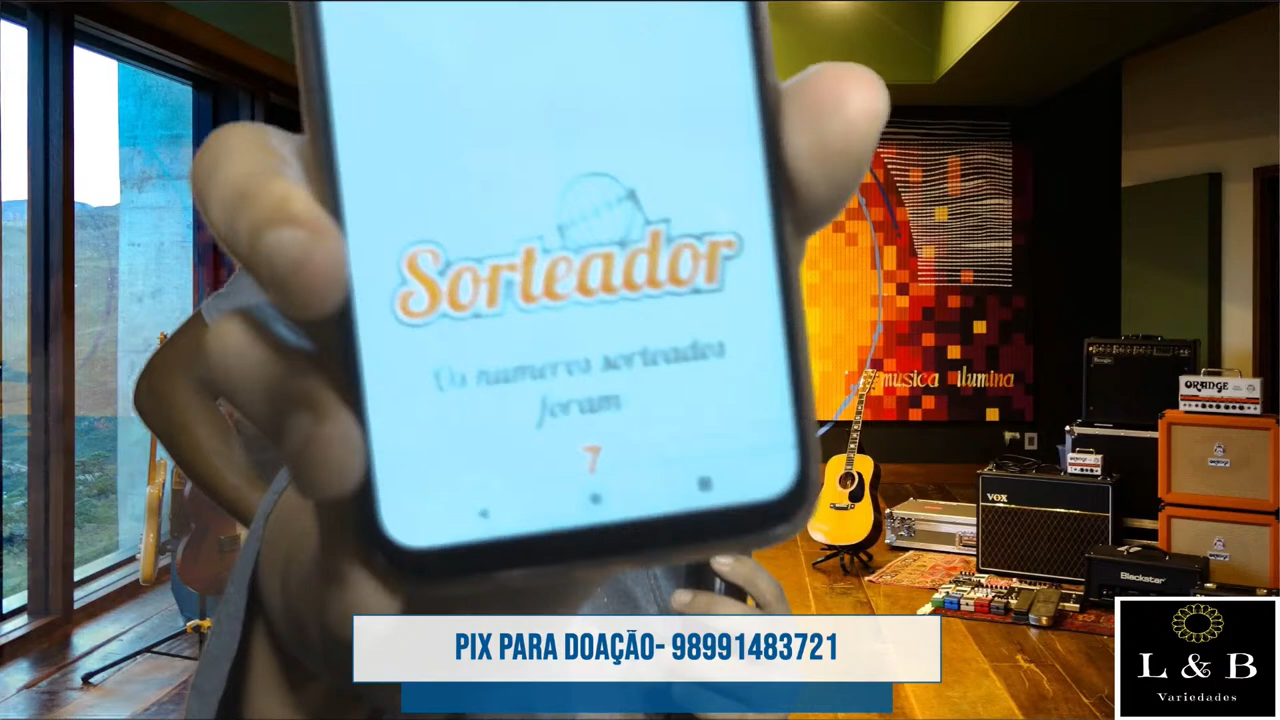 Sorteador
Os numeros sorteados
foram
7
musica ilumina
ORANGE
VOX
Blackstar
PIX PARA DOAÇÃO- 98991483721
L & B
Variedades